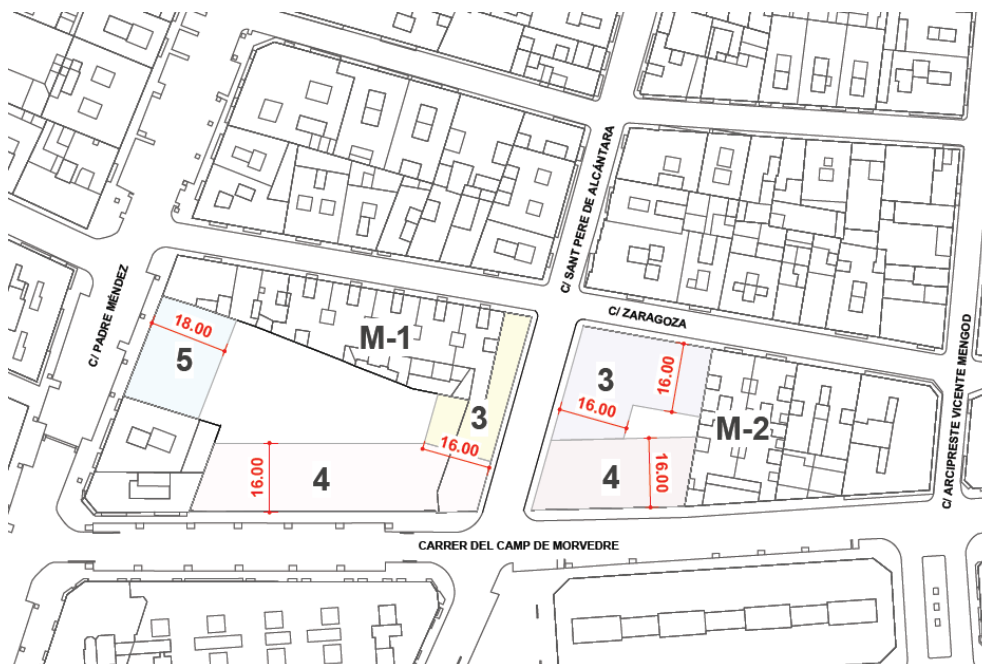 C/ SANT PERE DE ALCÁNTARA
C/ PADRE MÉNDEZ
C/ ZARAGOZA
C/ ARCIPRESTE VICENTE MENGOD
18.00
M-1
5
3
16.00
3
16.00
16.00
M-2
4
16.00
4
16.00
CARRER DEL CAMP DE MORVEDRE